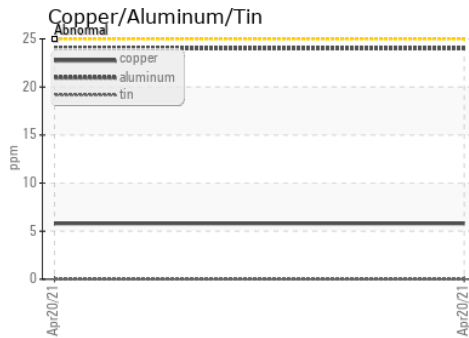 Copper/Aluminum/Tin
Abnormal
25
copper
aluminum
tin
20
15
ppm
10
5
0
Apr20/21
Apr20/21